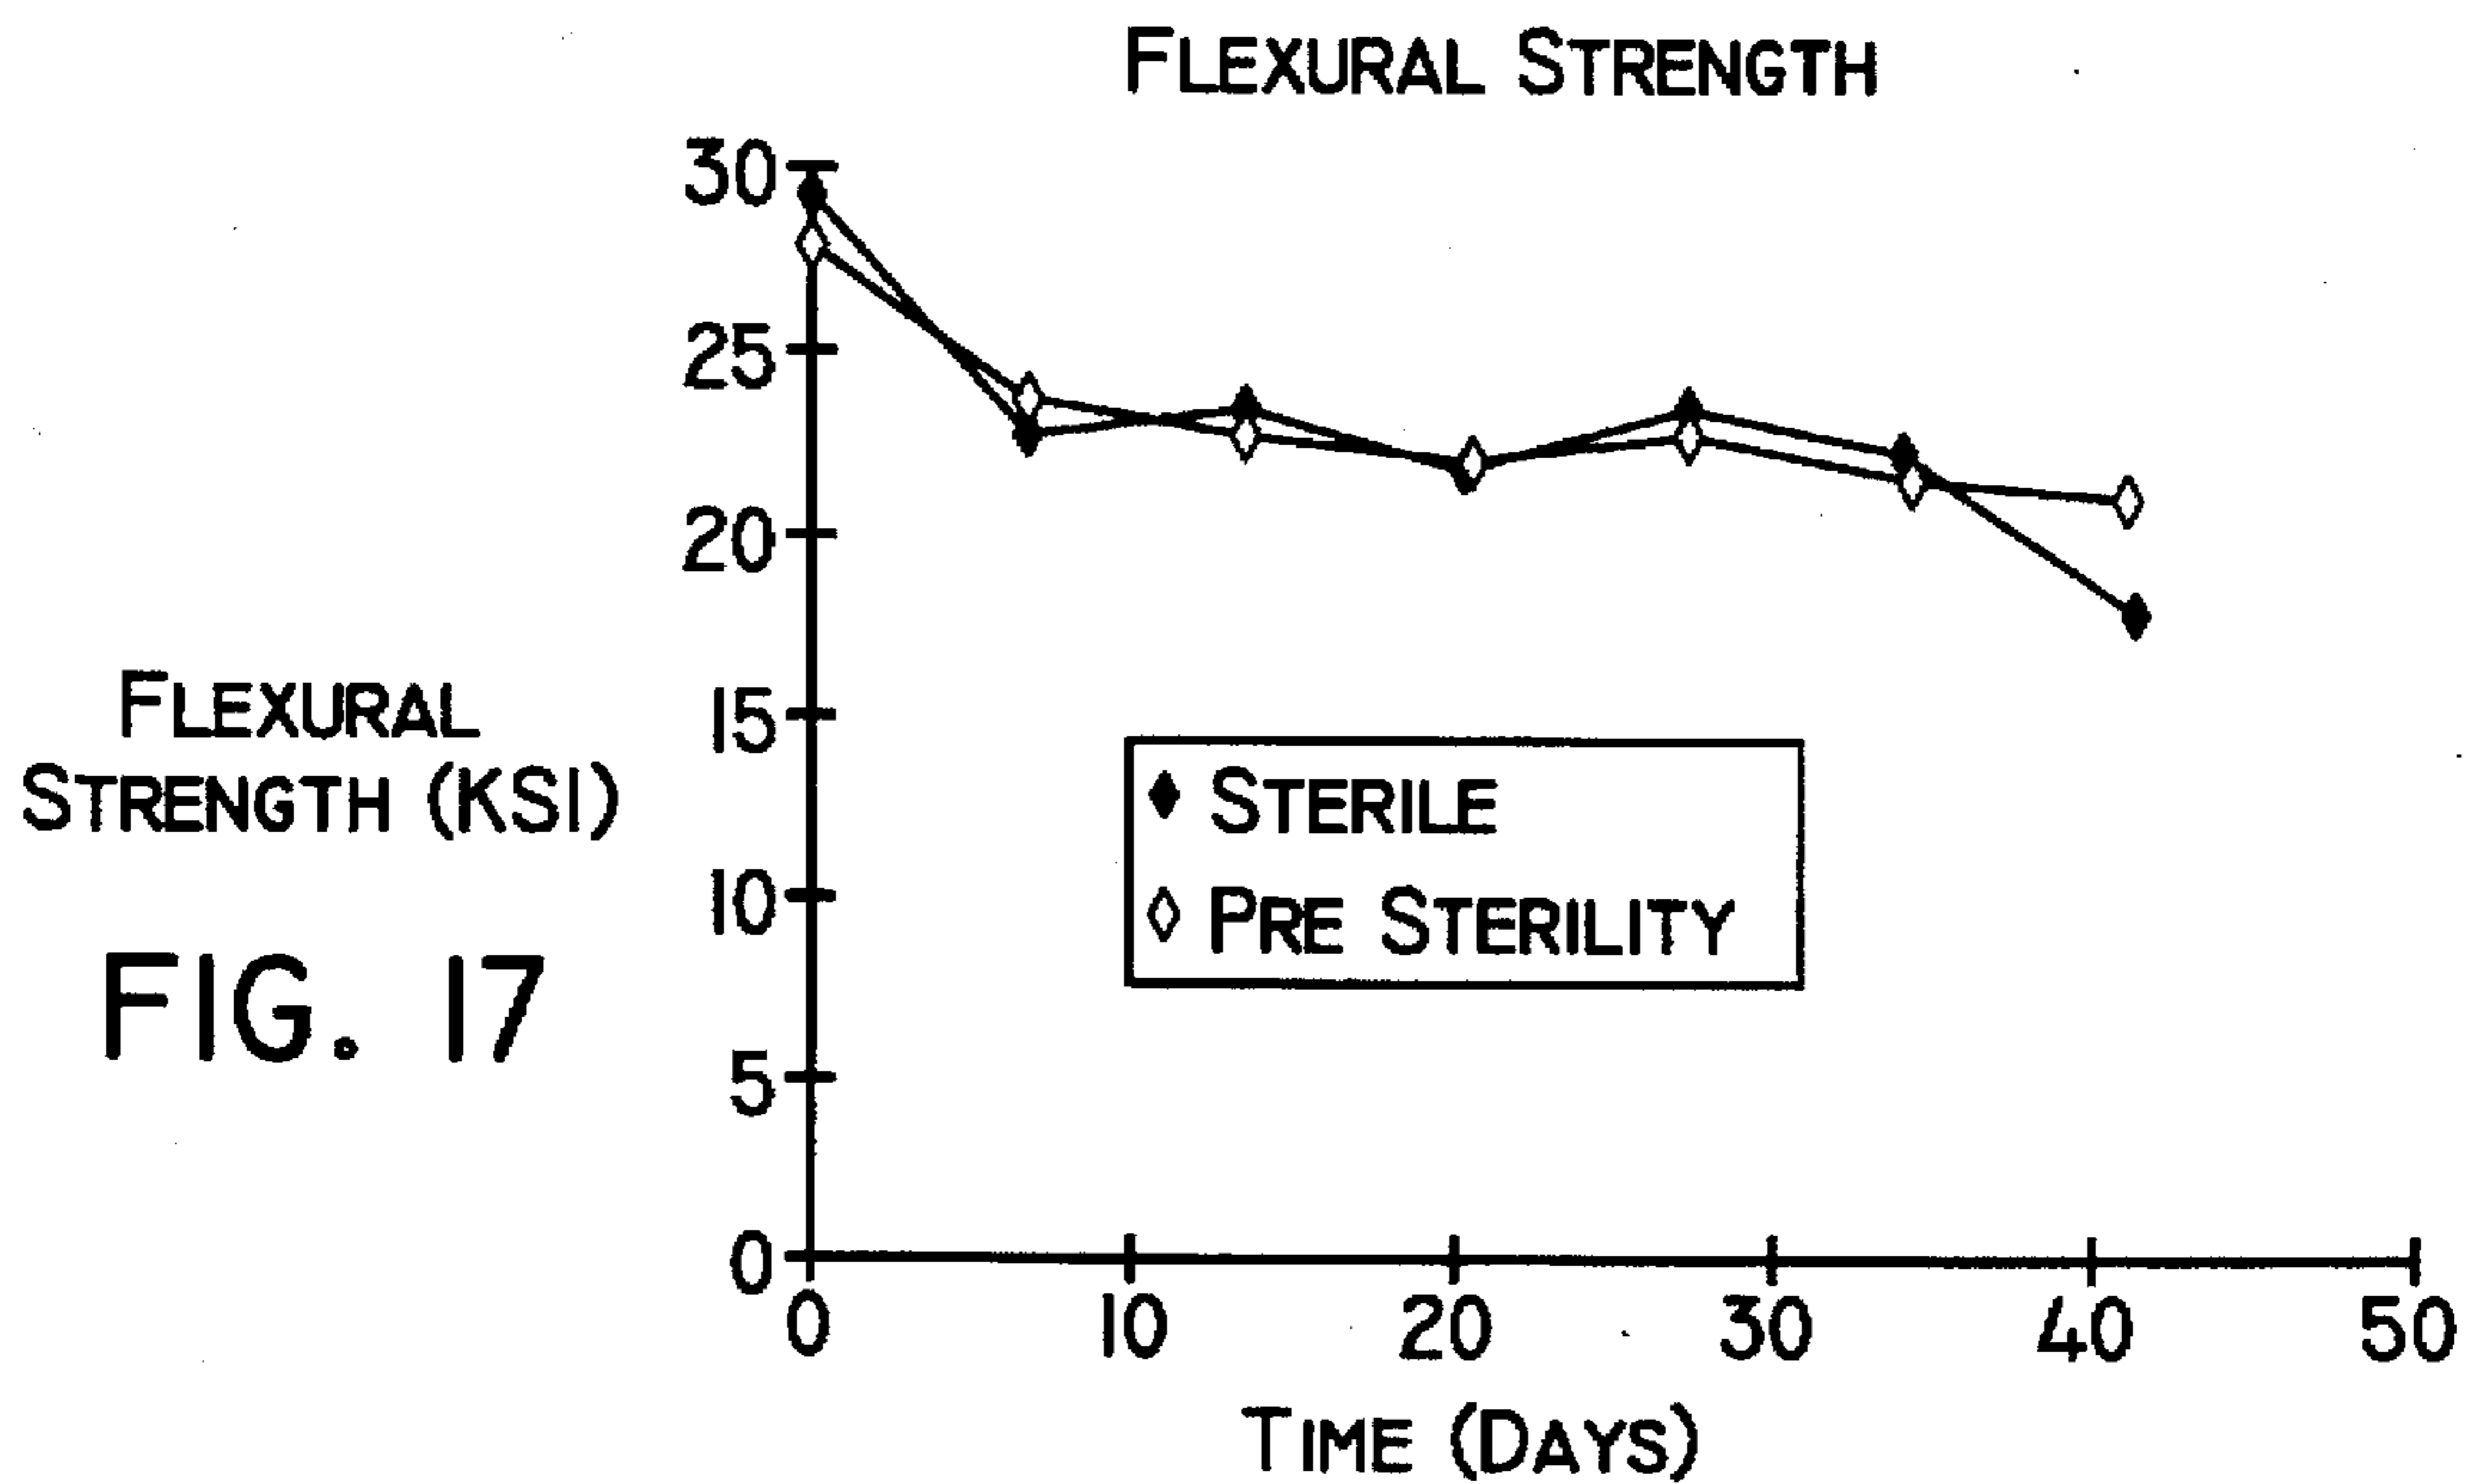 FLEXURAL STRENGTH
30
25
20
15
10
5
0
FLEXURAL
STRENGTH (KSI)
FIG. 17
STERILE
PRE STERILITY
0 10 20 30 40 50
TIME (DAYS)